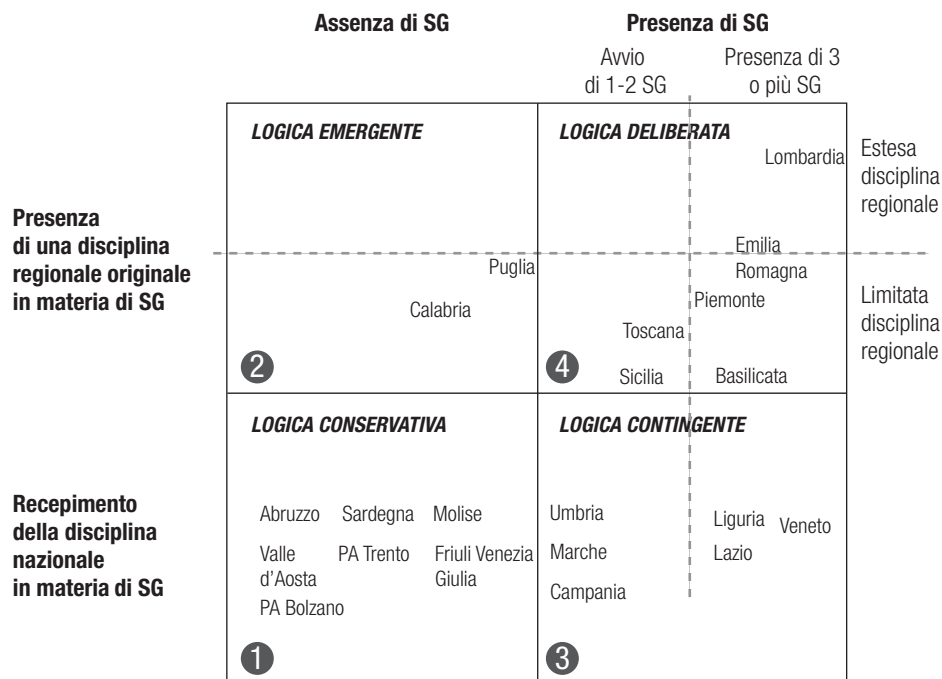 Assenza di SG
Presenza di SG
Avvio
di 1-2 SG
Presenza di 3
o più SG
Presenza
di una disciplina
regionale originale
in materia di SG
LOGICA EMERGENTE
Puglia
Calabria
2
LOGICA DELIBERATA
Lombardia
Emilia
Romagna
Piemonte
Toscana
Sicilia
Basilicata
4
Estesa
disciplina
regionale
Limitata
disciplina
regionale
Recepimento
della disciplina
nazionale
in materia di SG
LOGICA CONSERVATIVA
Abruzzo Sardegna Molise
Valle
d'Aosta
PA Trento
Friuli Venezia
Giulia
PA Bolzano
1
LOGICA CONTINGENTE
Umbria
Marche
Campania
Liguria Veneto
Lazio
3